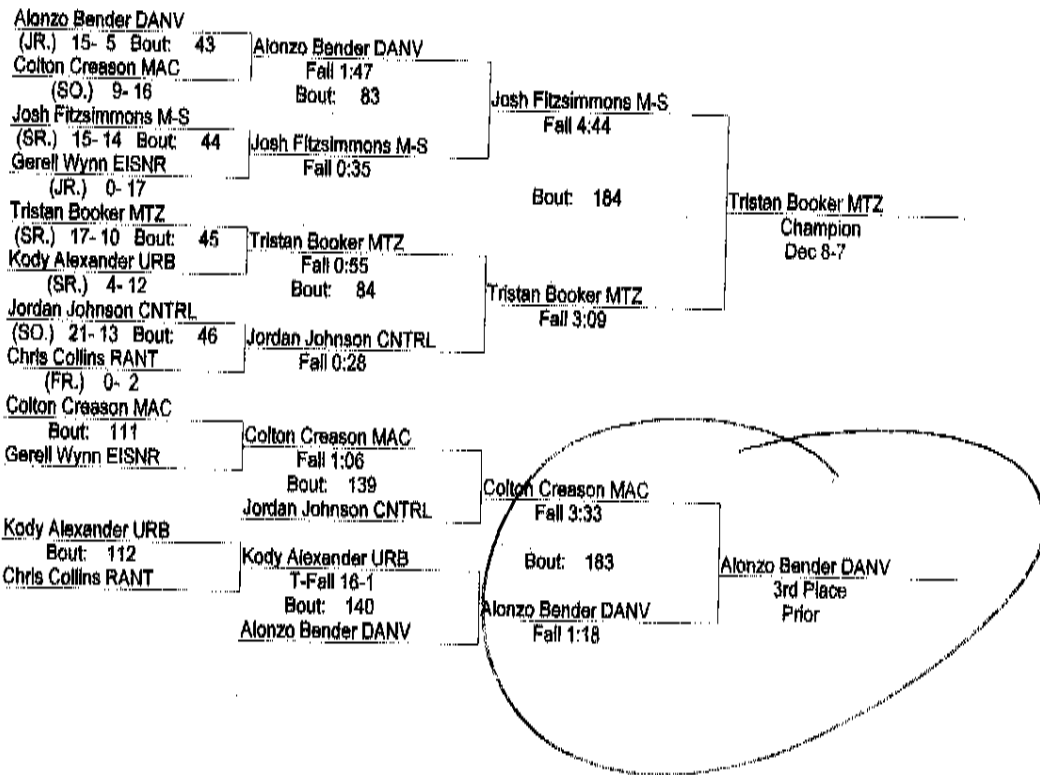 Alonzo Bender DANV
(JR.) 15- 5 Bout: 43
Colton Creason MAC
(SO.) 9- 16
Josh Fitzsimmons M-S
(SR.) 15- 14 Bout: 44
Gerell Wynn EISNR
(JR.) 0- 17
Tristan Booker MTZ
(SR.) 17- 10 Bout: 45
Kody Alexander URB
(SR.) 4- 12
Jordan Johnson CNTRL
(SO.) 21- 13 Bout: 46
Chris Collins RANT
(FR.) 0- 2
Alonzo Bender DANV
Fall 1:47
Bout: 83
Josh Fitzsimmons M-S
Fall 0:35
Tristan Booker MTZ
Fall 0:55
Bout: 84
Jordan Johnson CNTRL
Fall 0:28
Josh Fitzsimmons M-S
Fall 4:44
Bout: 184
Tristan Booker MTZ
Fall 3:09
Tristan Booker MTZ
Champion
Dec 8-7
Colton Creason MAC
Bout: 111
Gerell Wynn EISNR
Kody Alexander URB
Bout: 112
Chris Collins RANT
Colton Creason MAC
Fall 1:06
Bout: 139
Jordan Johnson CNTRL
Kody Alexander URB
T-Fall 16-1
Bout: 140
Alonzo Bender DANV
Colton Creason MAC
Fall 3:33
Bout: 183
Alonzo Bender DANV
Fall 1:18
Alonzo Bender DANV
3rd Place
Prior